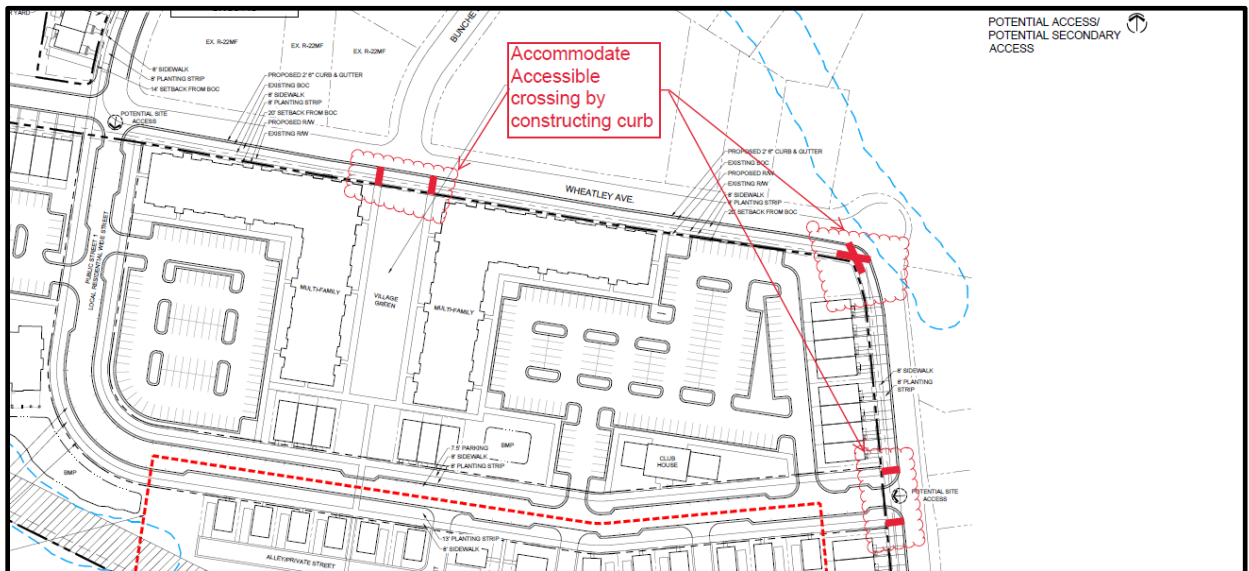 YARD
EX. R-22MF
EX. R-22MF
EX. R-22MF
BUNCHE
POTENTIAL ACCESS/
POTENTIAL SECONDARY
ACCESS
Accommodate
Accessible
crossing by
constructing curb
8' SIDEWALK
8' PLANTING STRIP
14' SETBACK FROM BOC
PROPOSED 2' 6" CURB & GUTTER
EXISTING BOC
8' SIDEWALK
8' PLANTING STRIP
20' SETBACK FROM BOC
PROPOSED R/W
EXISTING R/W
POTENTIAL SITE
ACCESS
PROPOSED 2' 6" CURB & GUTTER
EXISTING BOC
PROPOSED R/W
EXISTING R/W
8' SIDEWALK
8' PLANTING STRIP
20' SETBACK FROM BOC
WHEATLEY AVE.
PUBLIC STREET
LOCAL RESIDENTIAL WIDE STREET
MULTI-FAMILY
VILLAGE
GREEN
MULTI-FAMILY
8' SIDEWALK
8' PLANTING
STRIP
7.5' PARKING
8' SIDEWALK
8' PLANTING STRIP
BMP
CLUB
HOUSE
BMP
POTENTIAL SITE
ACCESS
13' PLANTING STRIP
6' SIDEWALK
ALLEY/PRIVATE STREET